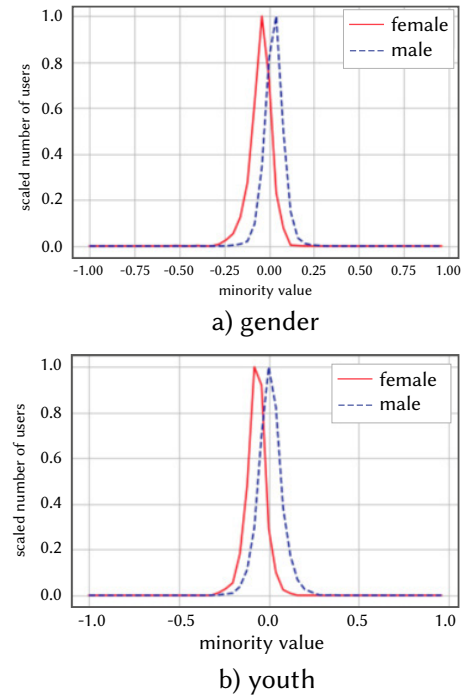 1.0
0.8
0.6
0.4
0.2
0.0
scaled number of users
female
male
-1.00 -0.75 -0.50 -0.25 0.00 0.25 0.50 0.75 1.00
minority value
a) gender
1.0
0.8
0.6
0.4
0.2
0.0
scaled number of users
female
male
-1.0 -0.5 0.0 0.5 1.0
minority value
b) youth